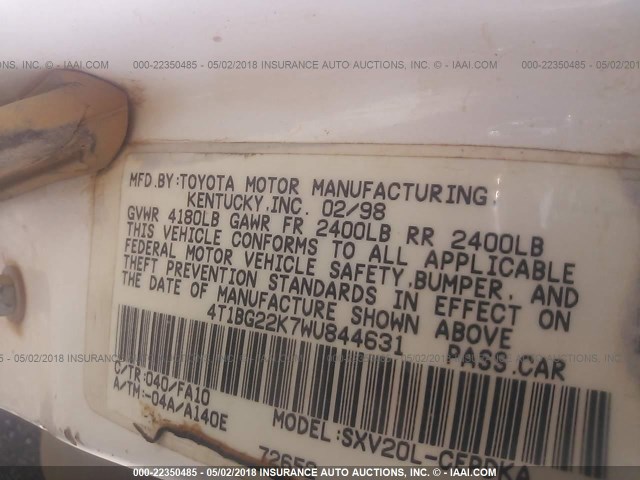 000-22350485 - 05/02/2018 INSURANCE AUTO AUCTIONS, INC. © - IAAI.COM
MFD.BY:TOYOTA MOTOR MANUFACTURING,
KENTUCKY,INC. 02/98
GVWR 4180LB GAWR FR 2400LB RR 2400LB
THIS VEHICLE CONFORMS TO ALL APPLICABLE
FEDERAL MOTOR VEHICLE SAFETY,BUMPER, AND
THEFT PREVENTION STANDARDS IN EFFECT ON
THE DATE OF MANUFACTURE SHOWN ABOVE
4T1BG22K7WU844631 PASS.CAR
C/TR:040/FA10
A/TM:-04A/A140E
MODEL:
000-22350485 - 05/02/2018 INSURANCE AUTO AUCTIONS, INC. © - IAAI.COM
000-22350485 - 05/02/2018 INSURANCE AUTO AUCTIONS, INC. © - IAAI.COM